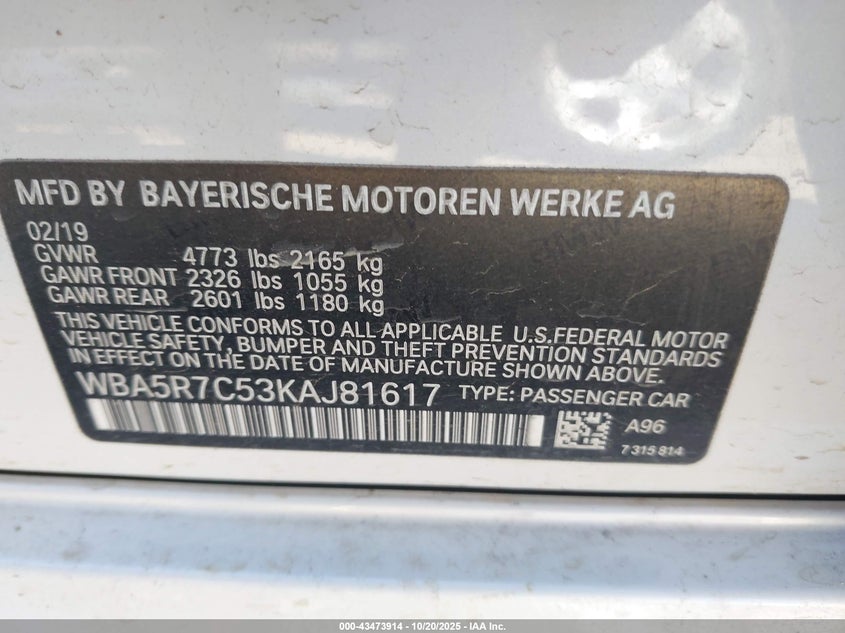 MFD BY BAYERISCHE MOTOREN WERKE AG
02/19
GVWR 4773 lbs 2165 kg
GAWR FRONT 2326 lbs 1055 kg
GAWR REAR 2601 lbs 1180 kg
THIS VEHICLE CONFORMS TO ALL APPLICABLE U.S.FEDERAL MOTOR
VEHICLE SAFETY, BUMPER AND THEFT PREVENTION STANDARDS
IN EFFECT ON THE DATE OF MANUFACTURE SHOWN ABOVE.
WBA5R7C53KAJ81617 TYPE: PASSENGER CAR
A96
7 315 814
000-43473914 - 10/20/2025 - IAA Inc.